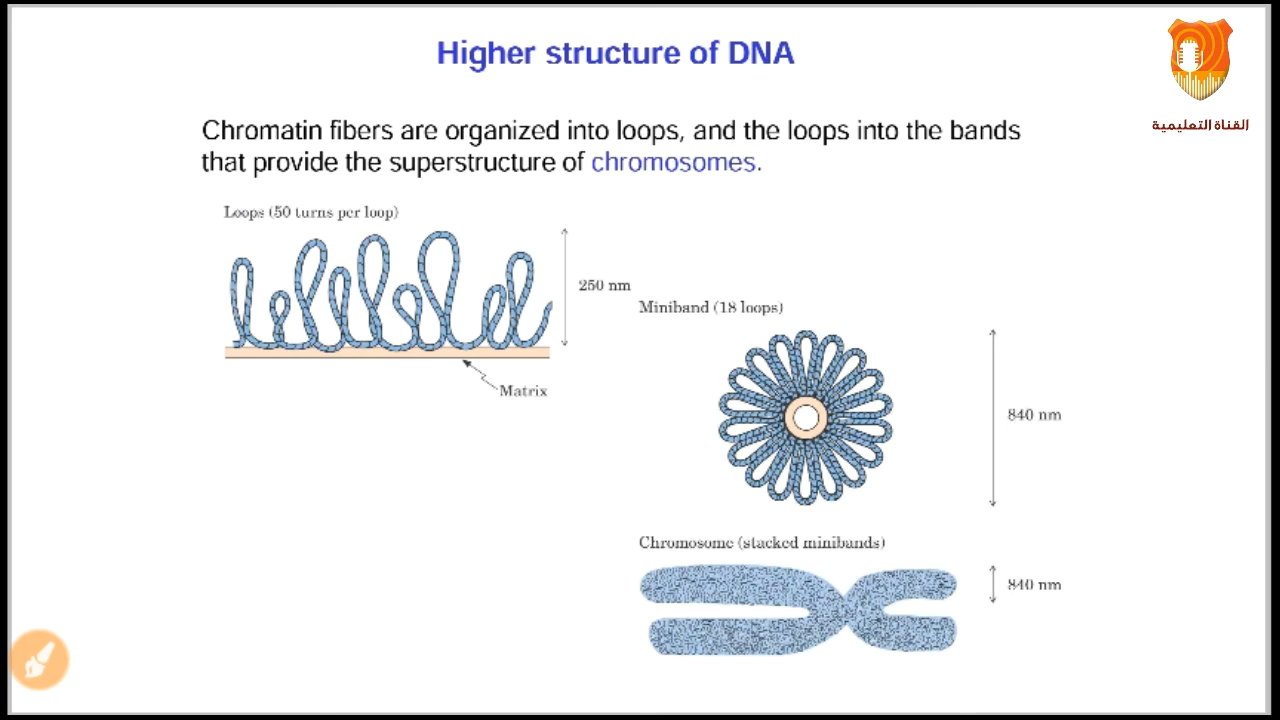 Higher structure of DNA
القناة التعليمية
Chromatin fibers are organized into loops, and the loops into the bands
that provide the superstructure of chromosomes.
Loops (50 turns per loop)
250 nm
Matrix
Miniband (18 loops)
840 nm
Chromosome (stacked minibands)
840 nm